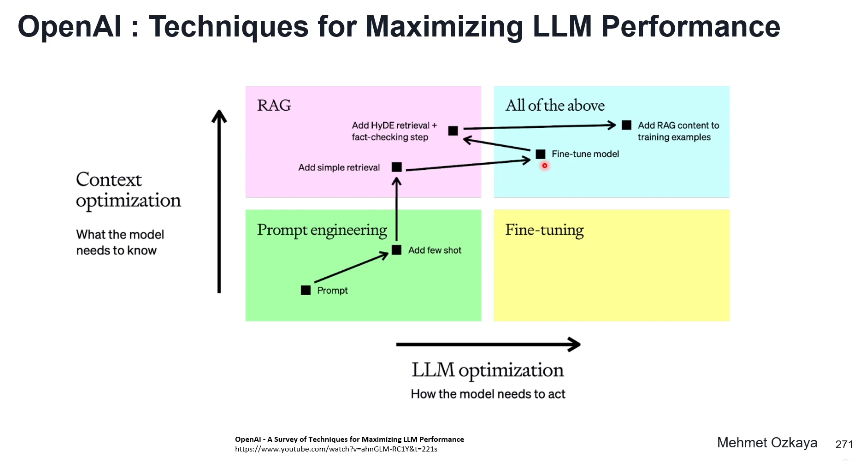 OpenAI : Techniques for Maximizing LLM Performance
RAG
Add HyDE retrieval +
fact-checking step
Add simple retrieval
All of the above
Add RAG content to
training examples
Fine-tune model
Context
optimization
What the model
needs to know
Prompt engineering
Add few shot
Prompt
Fine-tuning
LLM optimization
How the model needs to act
OpenAI - A Survey of Techniques for Maximizing LLM Performance
https://www.youtube.com/watch?v=ahnGLM-RC1Y&t=221s
Mehmet Ozkaya
271